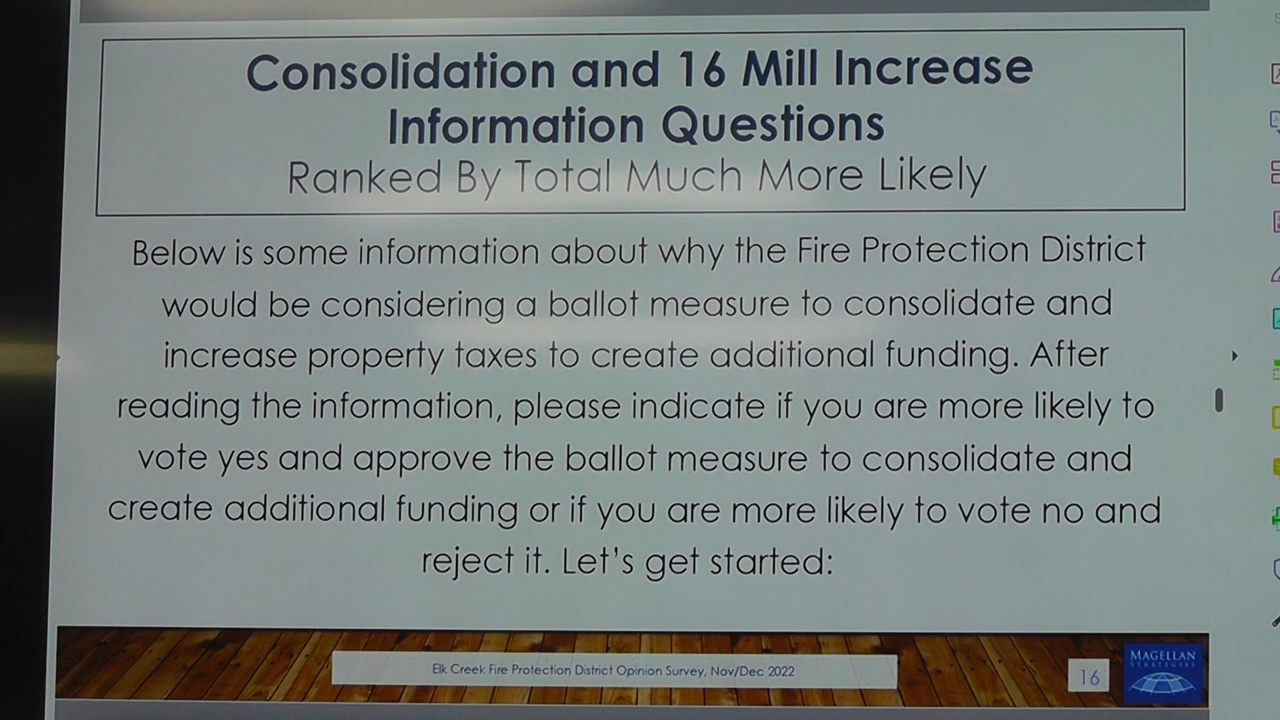 Consolidation and 16 Mill Increase
Information Questions
Ranked By Total Much More Likely
Below is some information about why the Fire Protection District
would be considering a ballot measure to consolidate and
increase property taxes to create additional funding. After
reading the information, please indicate if you are more likely to
vote yes and approve the ballot measure to consolidate and
create additional funding or if you are more likely to vote no and
reject it. Let's get started:
Elk Creek Fire Protection District Opinion Survey, Nov/Dec 2022
16
MAGELLAN
STRATEGIES